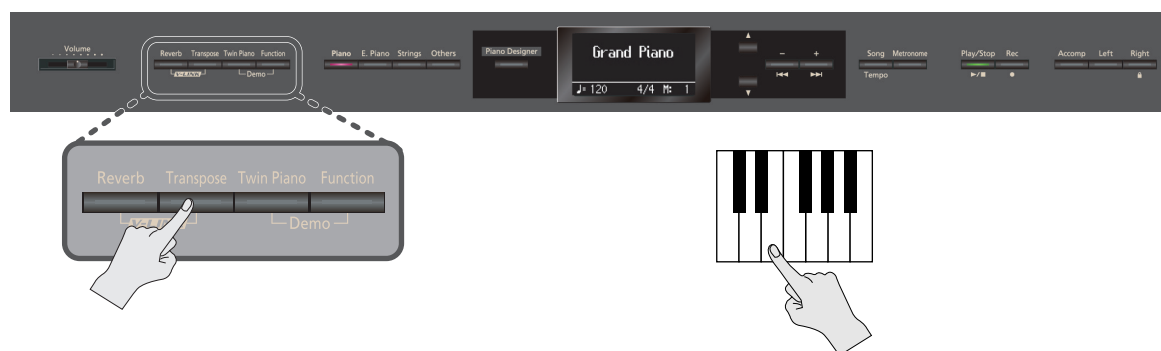 Volume
Reverb Transpose Twin Piano Function
V-LINK Demo
Piano E. Piano Strings Others
Piano Designer
Grand Piano
♩= 120 4/4 M: 1
− +
Song Metronome
Tempo
Play/Stop Rec
Accomp Left Right
Reverb Transpose Twin Piano Function
V-LINK Demo